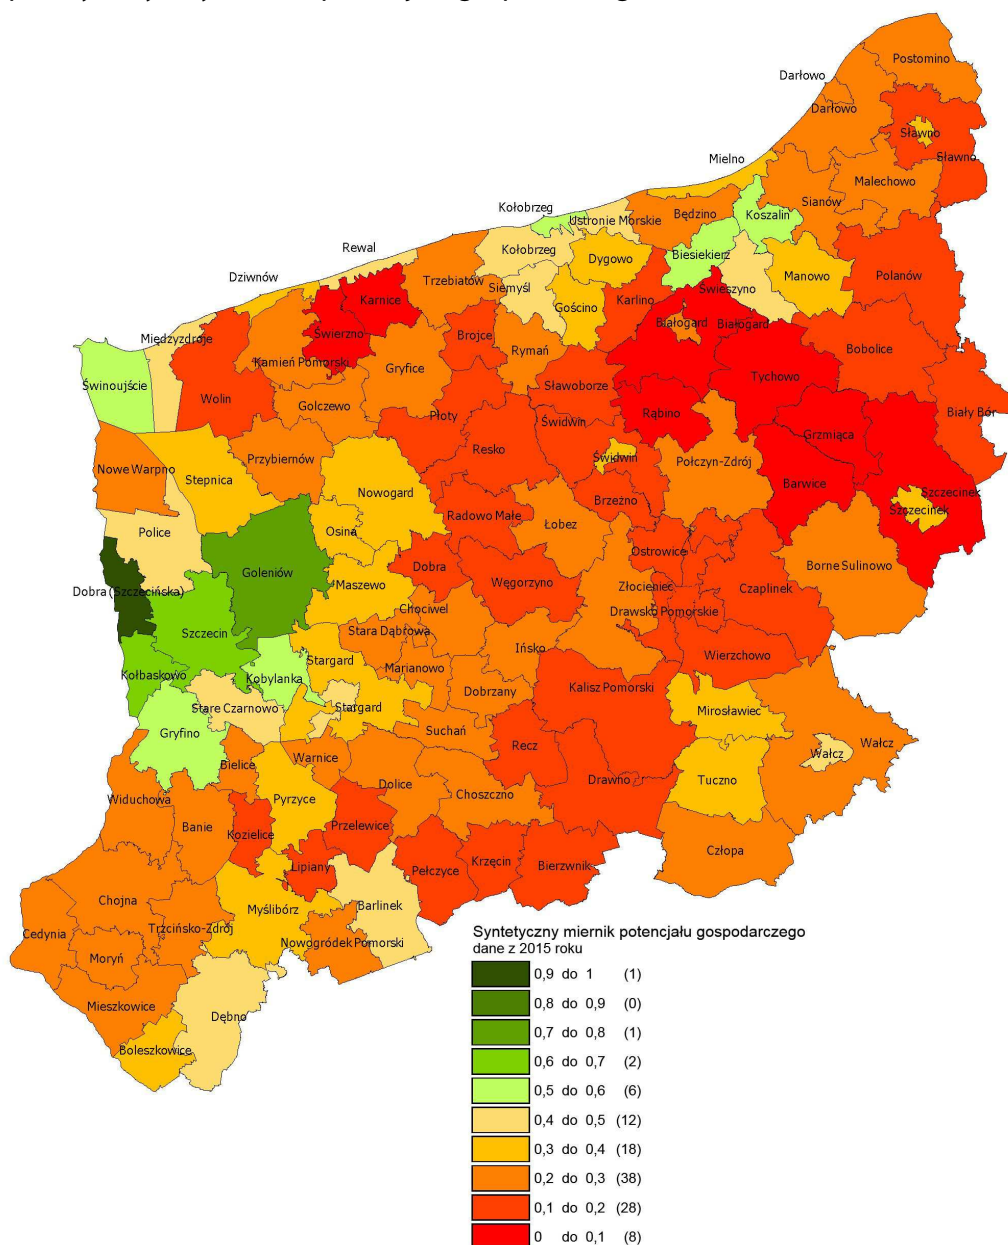 Postomino
Darłowo
Darłowo
Sławno
Sławno
Mielno
Malechowo
Sianów
Kołobrzeg
Ustronie Morskie
Będzino
Koszalin
Rewal
Kołobrzeg
Dygowo
Biesiekierz
Manowo
Polanów
Dziwnów
Trzebiatów
Siemyśl
Świeszyno
Karnice
Gościno
Karlino
Międzyzdroje
Świerzno
Brojce
Białogard
Białogard
Rymań
Bobolice
Kamień Pomorski
Gryfice
Świnoujście
Sławoborze
Tychowo
Wolin
Golczewo
Płoty
Świdwin
Rąbino
Biały Bór
Grzmiąca
Resko
Przybiernów
Świdwin
Połczyn-Zdrój
Nowe Warpno
Stepnica
Barwice
Nowogard
Brzeżno
Szczecinek
Szczecinek
Radowo Małe
Łobez
Police
Osina
Ostrowice
Goleniów
Dobra
Borne Sulinowo
Dobra (Szczecińska)
Maszewo
Węgorzyno
Złocieniec
Czaplinek
Chociwel
Drawsko Pomorskie
Szczecin
Stara Dąbrowa
Ińsko
Stargard
Wierzchowo
Kołbaskowo
Marianowo
Kobylanka
Kalisz Pomorski
Dobrzany
Stare Czarnowo
Stargard
Mirosławiec
Gryfino
Suchań
Recz
Wałcz
Wałcz
Bielice
Warnice
Drawno
Tuczno
Dolice
Widuchowa
Pyrzyce
Choszczno
Banie
Kozielice
Przelewice
Człopa
Lipiany
Pełczyce
Krzęcin
Bierzwnik
Chojna
Myślibórz
Barlinek
Cedynia
Trzcińsko-Zdrój
Nowogródek Pomorski
Moryń
Mieszkowice
Dębno
Boleszkowice
Syntetyczny miernik potencjału gospodarczego
dane z 2015 roku
0,9 do 1 (1)
0,8 do 0,9 (0)
0,7 do 0,8 (1)
0,6 do 0,7 (2)
0,5 do 0,6 (6)
0,4 do 0,5 (12)
0,3 do 0,4 (18)
0,2 do 0,3 (38)
0,1 do 0,2 (28)
0 do 0,1 (8)